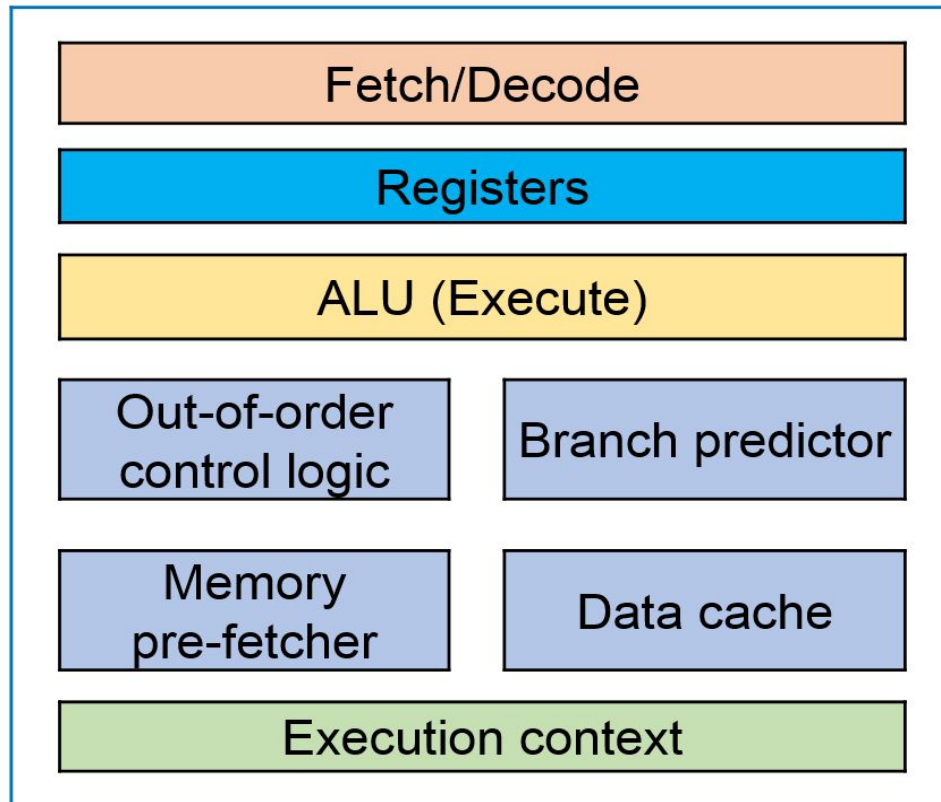 Fetch/Decode
Registers
ALU (Execute)
Out-of-order
control logic
Branch predictor
Memory
pre-fetcher
Data cache
Execution context